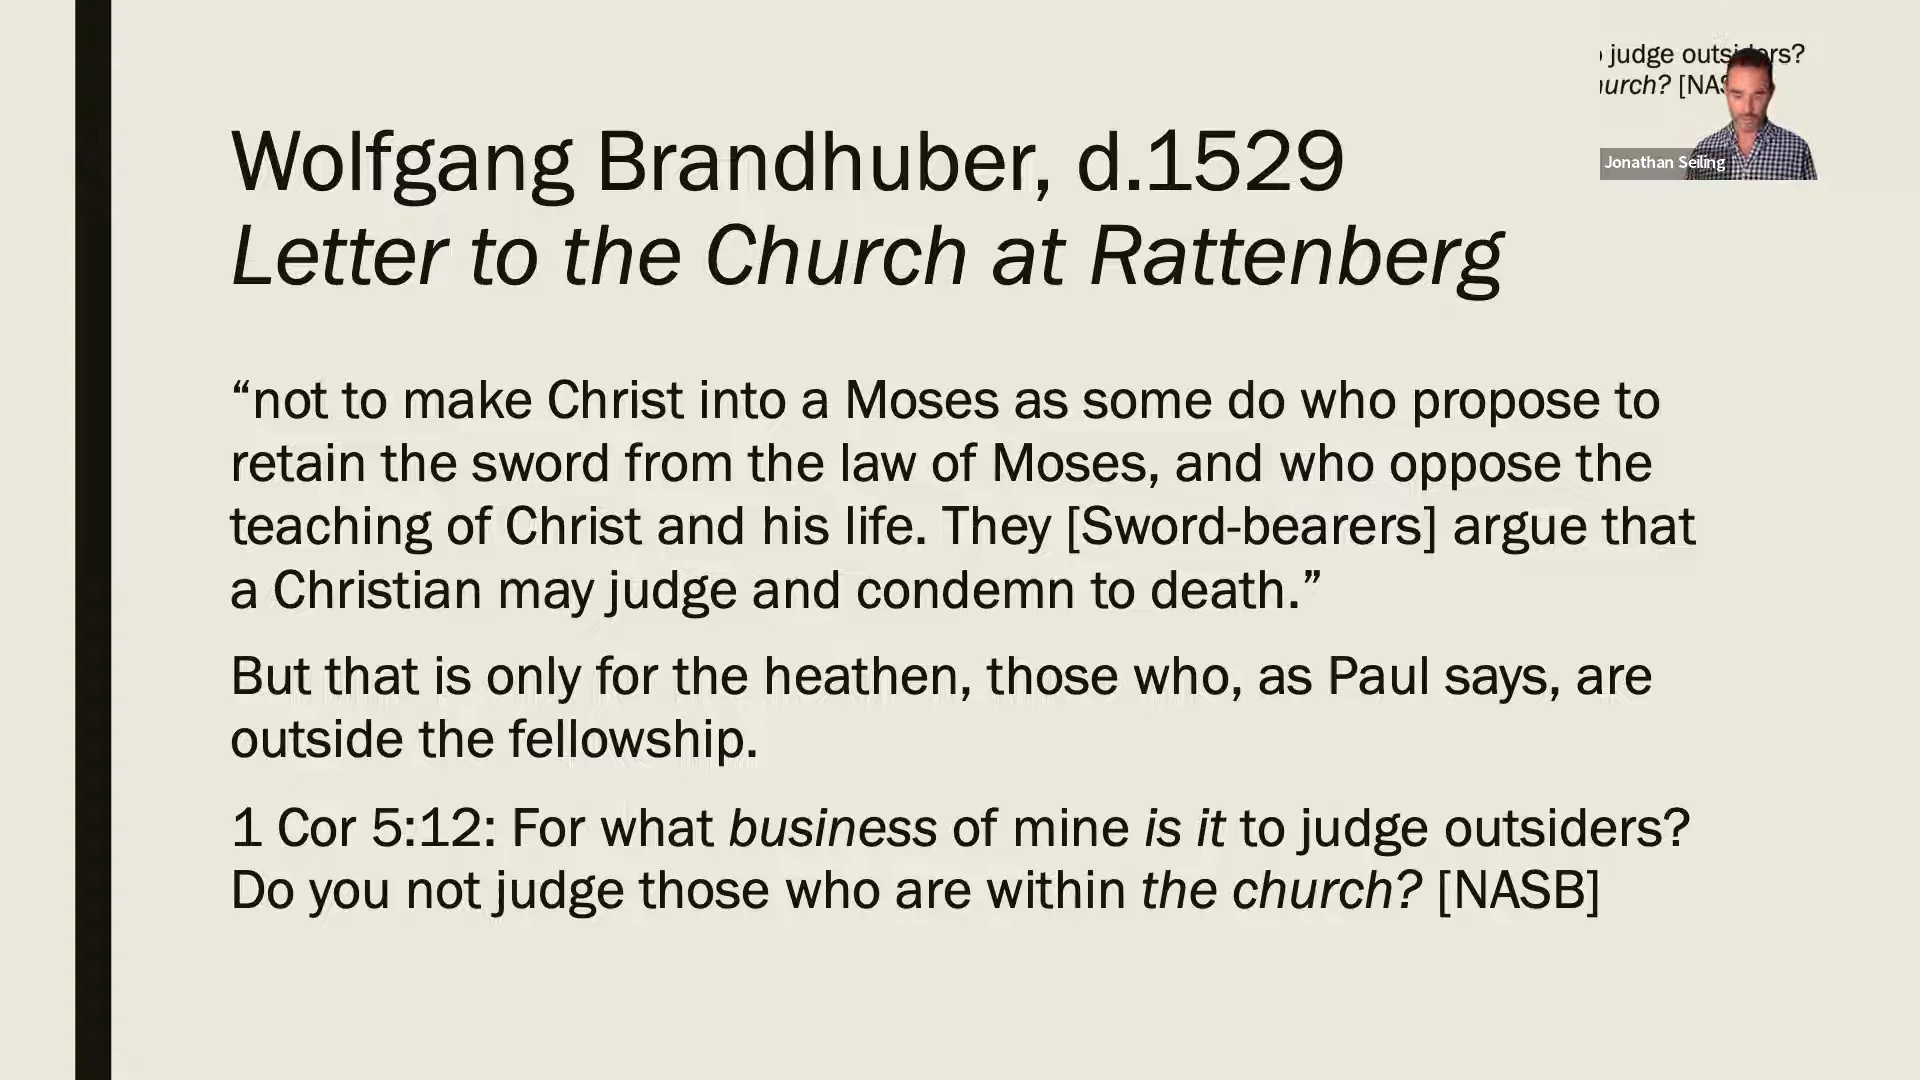 judge outsiders?
church? [NAS
Jonathan Seiling
Wolfgang Brandhuber, d.1529
Letter to the Church at Rattenberg
“not to make Christ into a Moses as some do who propose to
retain the sword from the law of Moses, and who oppose the
teaching of Christ and his life. They [Sword-bearers] argue that
a Christian may judge and condemn to death.”
But that is only for the heathen, those who, as Paul says, are
outside the fellowship.
1 Cor 5:12: For what business of mine is it to judge outsiders?
Do you not judge those who are within the church? [NASB]